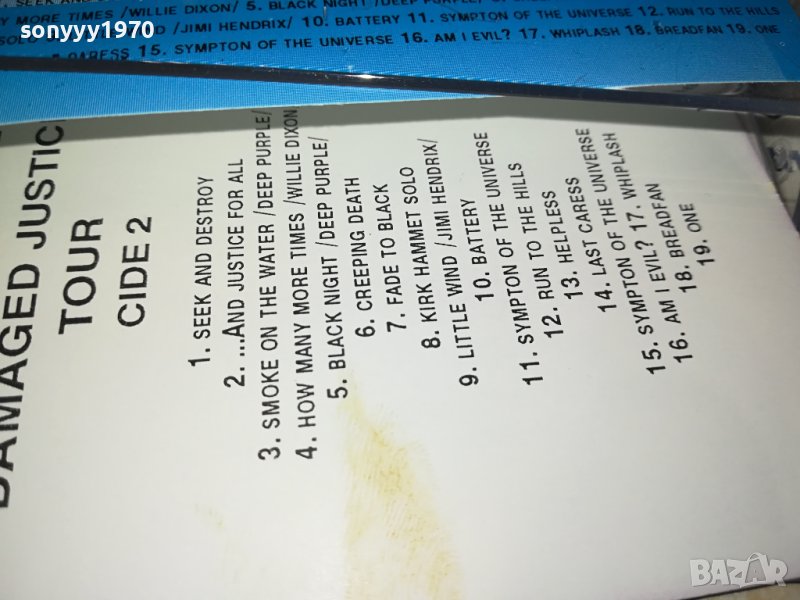 sonyyy1970
SEEK AN
Y MORE TIMES /WILLIE DIXON/ 5. BLACK NIGHT /DEEP PURPLE/
/JIMI HENDRIX/ 10. BATTERY 11. SYMPTON OF THE UNIVERSE 12. RUN TO THE HILLS
CARESS 15. SYMPTON OF THE UNIVERSE 16. AM I EVIL? 17. WHIPLASH 18. BREADFAN 19. ONE
DAMAGED JUSTIC
TOUR
CIDE 2
1. SEEK AND DESTROY
2. ...AND JUSTICE FOR ALL
3. SMOKE ON THE WATER /DEEP PURPLE/
4. HOW MANY MORE TIMES /WILLIE DIXON
5. BLACK NIGHT /DEEP PURPLE/
6. CREEPING DEATH
7. FADE TO BLACK
8. KIRK HAMMET SOLO
9. LITTLE WIND /JIMI HENDRIX/
10. BATTERY
11. SYMPTON OF THE UNIVERSE
12. RUN TO THE HILLS
13. HELPLESS
14. LAST CARESS
15. SYMPTON OF THE UNIVERSE
16. AM I EVIL? 17. WHIPLASH
18. BREADFAN
19. ONE
BAZAR